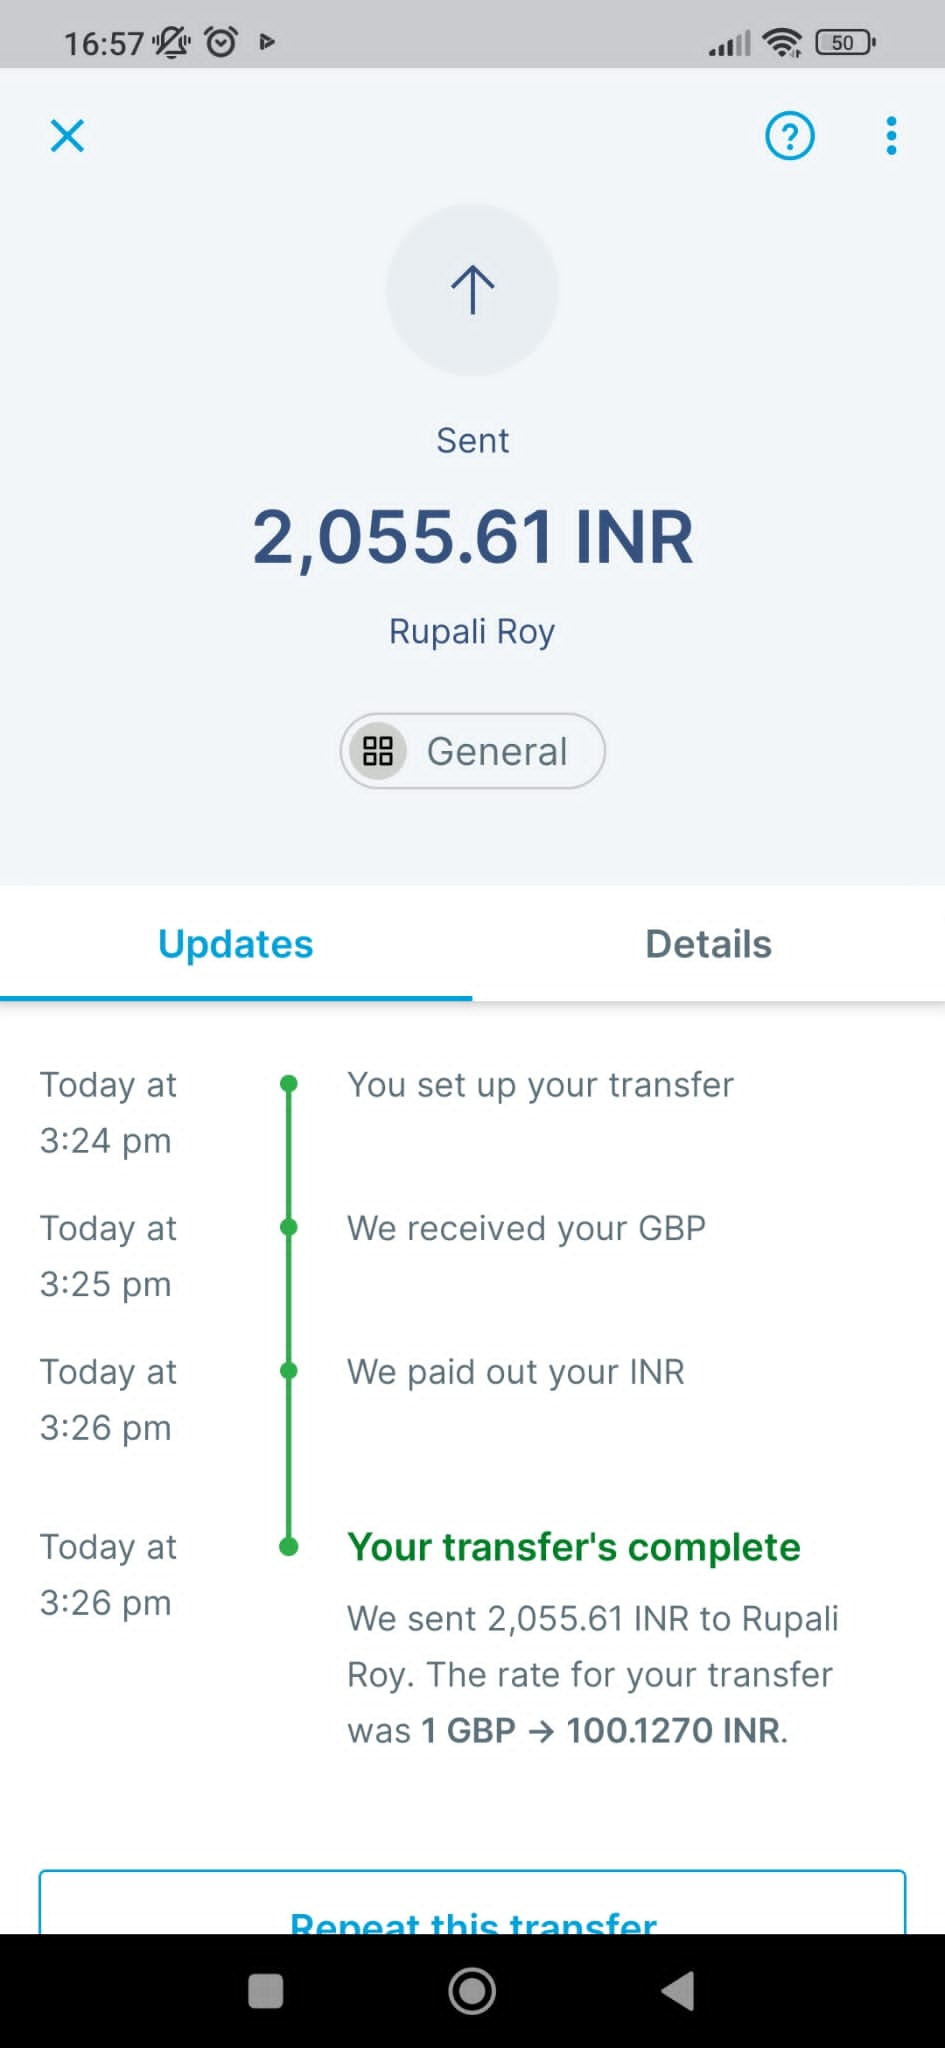 16:57
50
?
Sent
2,055.61 INR
Rupali Roy
General
Updates Details
Today at You set up your transfer
3:24 pm
Today at We received your GBP
3:25 pm
Today at We paid out your INR
3:26 pm
Today at Your transfer's complete
3:26 pm We sent 2,055.61 INR to Rupali
Roy. The rate for your transfer
was 1 GBP → 100.1270 INR.
Repeat this transfer